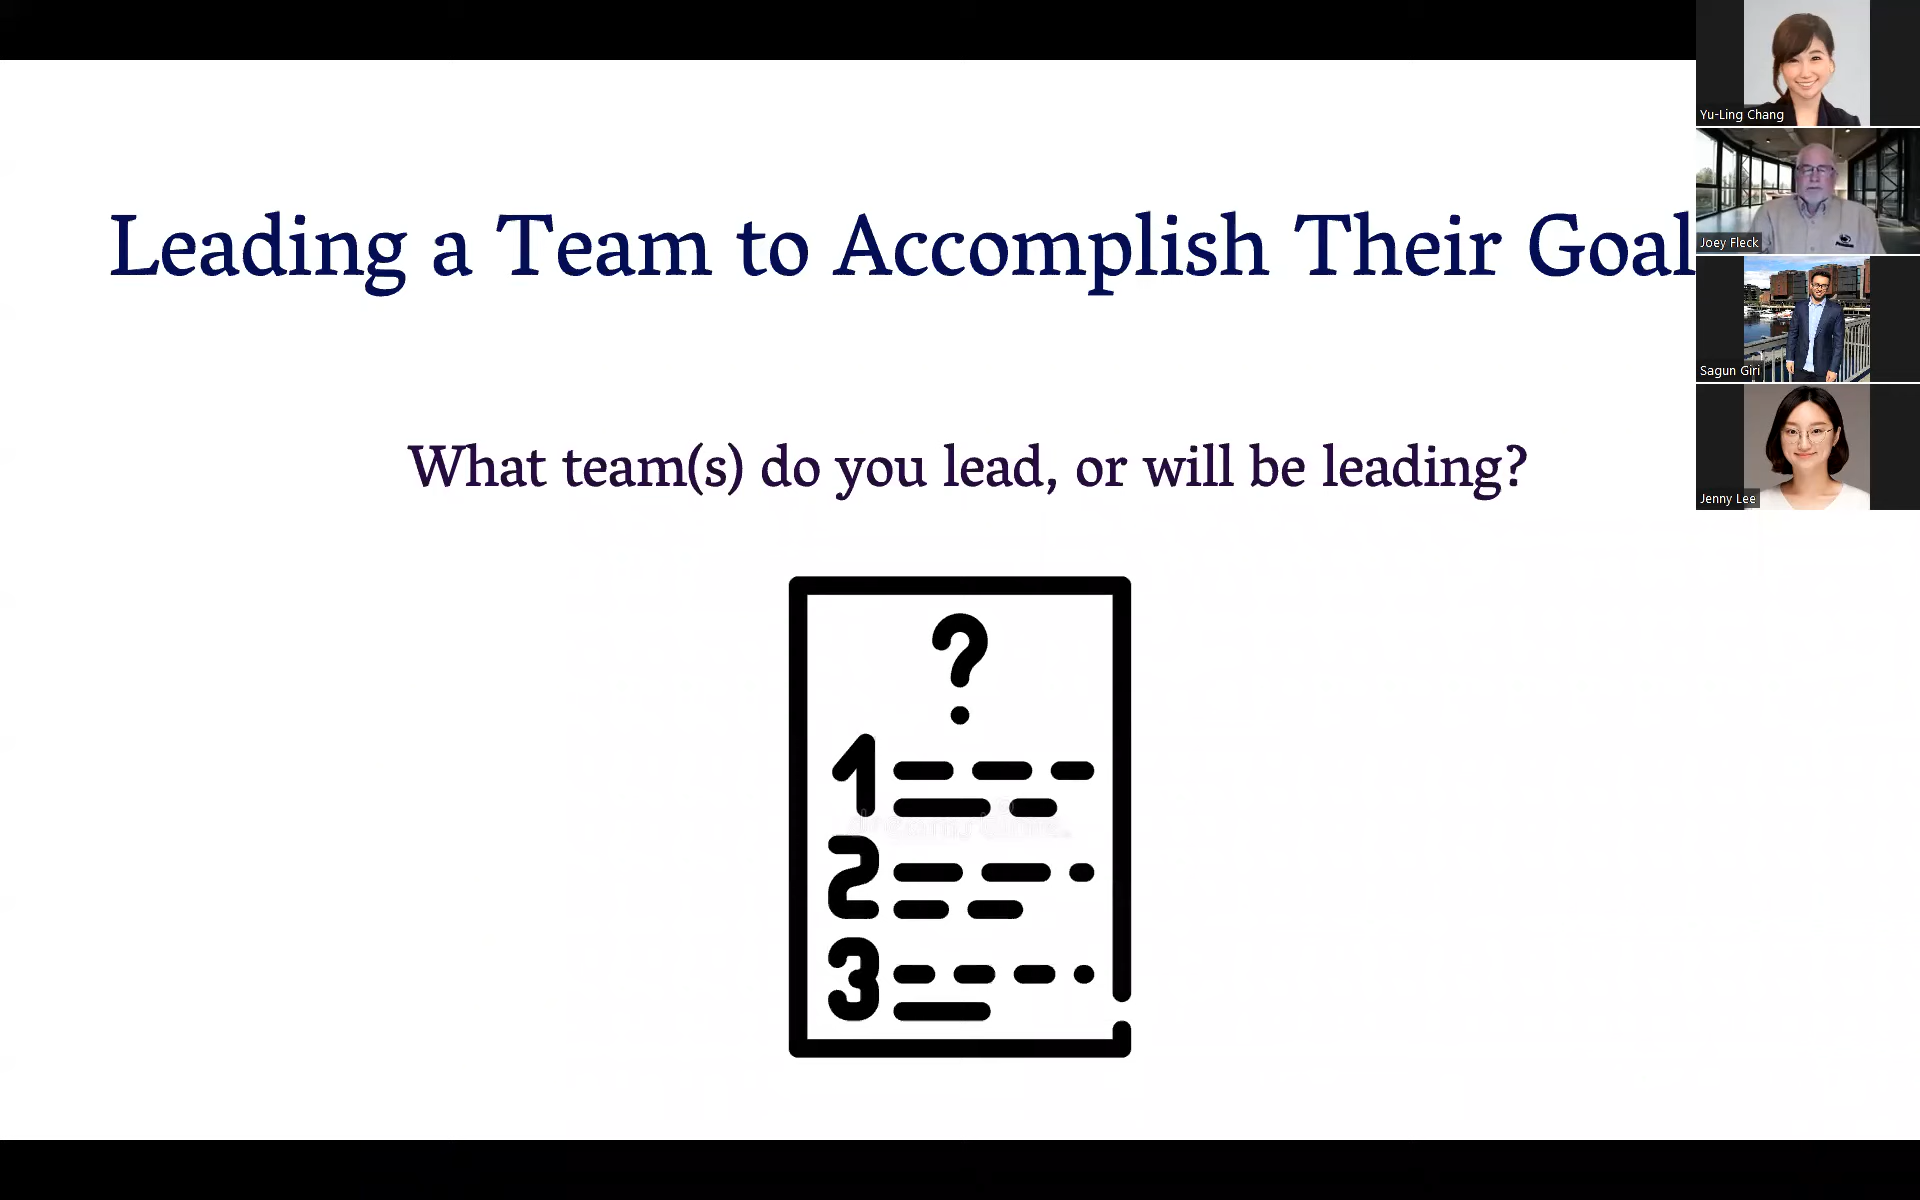 Leading a Team to Accomplish Their Goal
What team(s) do you lead, or will be leading?
?
1
2
3
Yu-Ling Chang
Joey Fleck
Sagun Giri
Jenny Lee